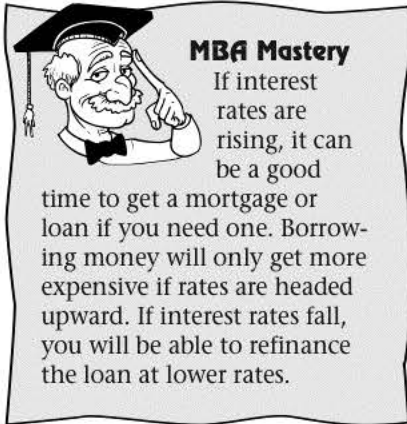 MBA Mastery
If interest
rates are
rising, it can
be a good
time to get a mortgage or
loan if you need one. Borrow-
ing money will only get more
expensive if rates are headed
upward. If interest rates fall,
you will be able to refinance
the loan at lower rates.